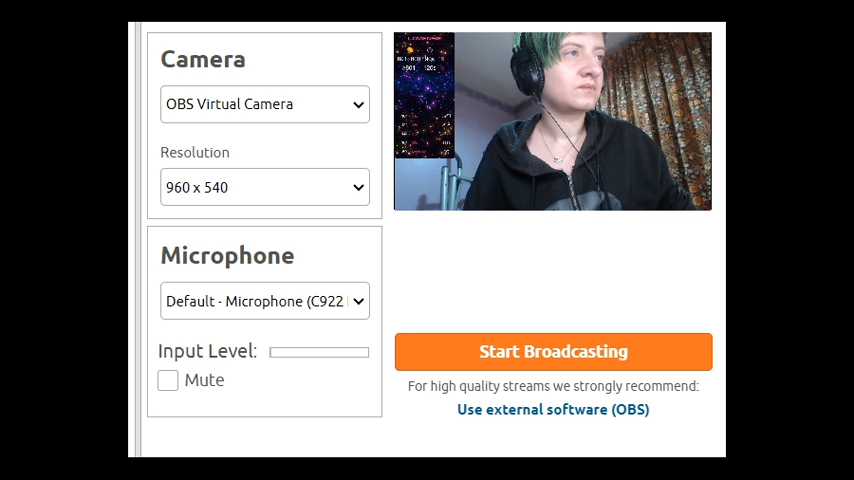 Camera
OBS Virtual Camera
Resolution
960 x 540
Microphone
Default - Microphone (C922
Input Level:
Mute
Start Broadcasting
For high quality streams we strongly recommend:
Use external software (OBS)